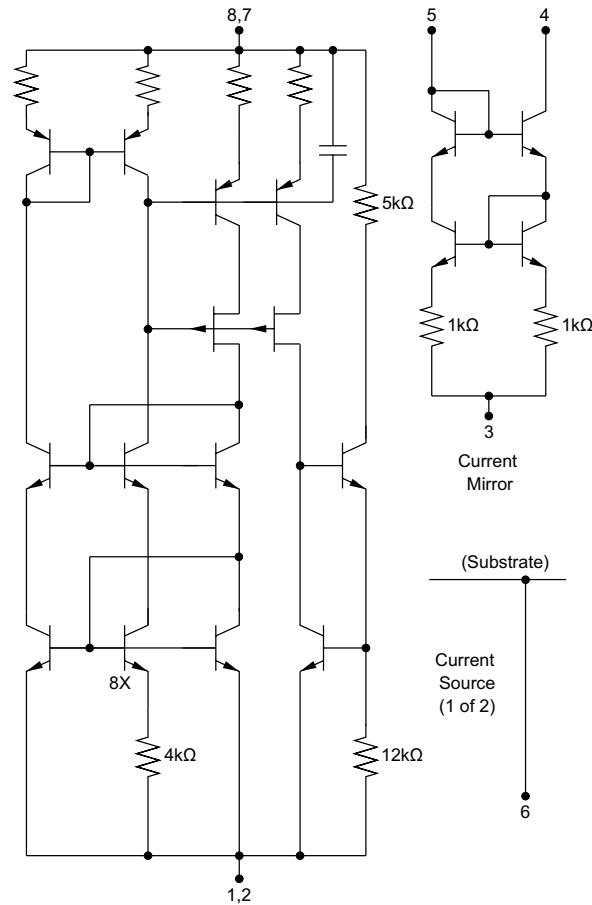 8,7
5
4
5kΩ
1kΩ
1kΩ
3
Current
Mirror
(Substrate)
8X
Current
Source
(1 of 2)
4kΩ
12kΩ
6
1,2